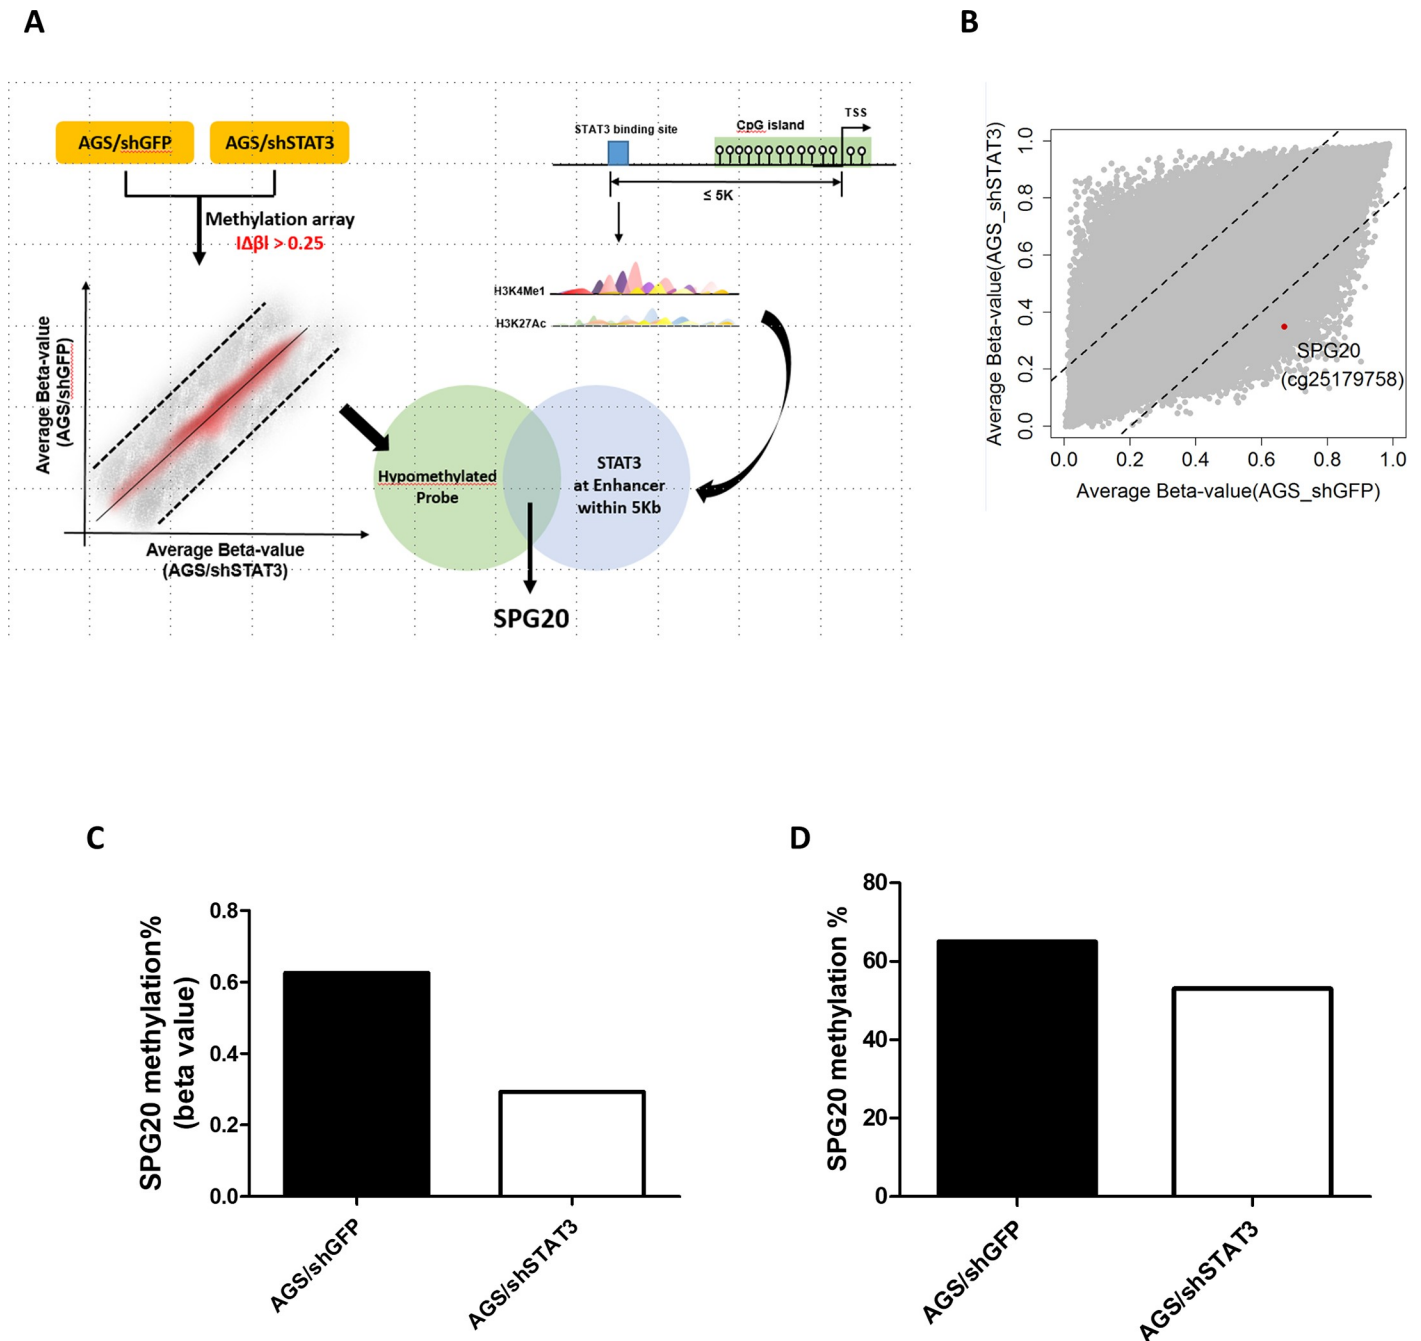 A
AGS/shGFP
AGS/shSTAT3
Methylation array
IΔβI > 0.25
Average Beta-value
(AGS/shGFP)
Average Beta-value
(AGS/shSTAT3)
STAT3 binding site
CpG island
TSS
≤ 5K
H3K4Me1
H3K27Ac
Hypomethylated
Probe
STAT3
at Enhancer
within 5Kb
SPG20
B
Average Beta-value(AGS_shSTAT3)
1.0
0.8
0.6
0.4
0.2
0.0
SPG20
(cg25179758)
0.0 0.2 0.4 0.6 0.8 1.0
Average Beta-value(AGS_shGFP)
C
SPG20 methylation%
(beta value)
0.8
0.6
0.4
0.2
0.0
AGS/shGFP
AGS/shSTAT3
D
SPG20 methylation %
80
60
40
20
0
AGS/shGFP
AGS/shSTAT3